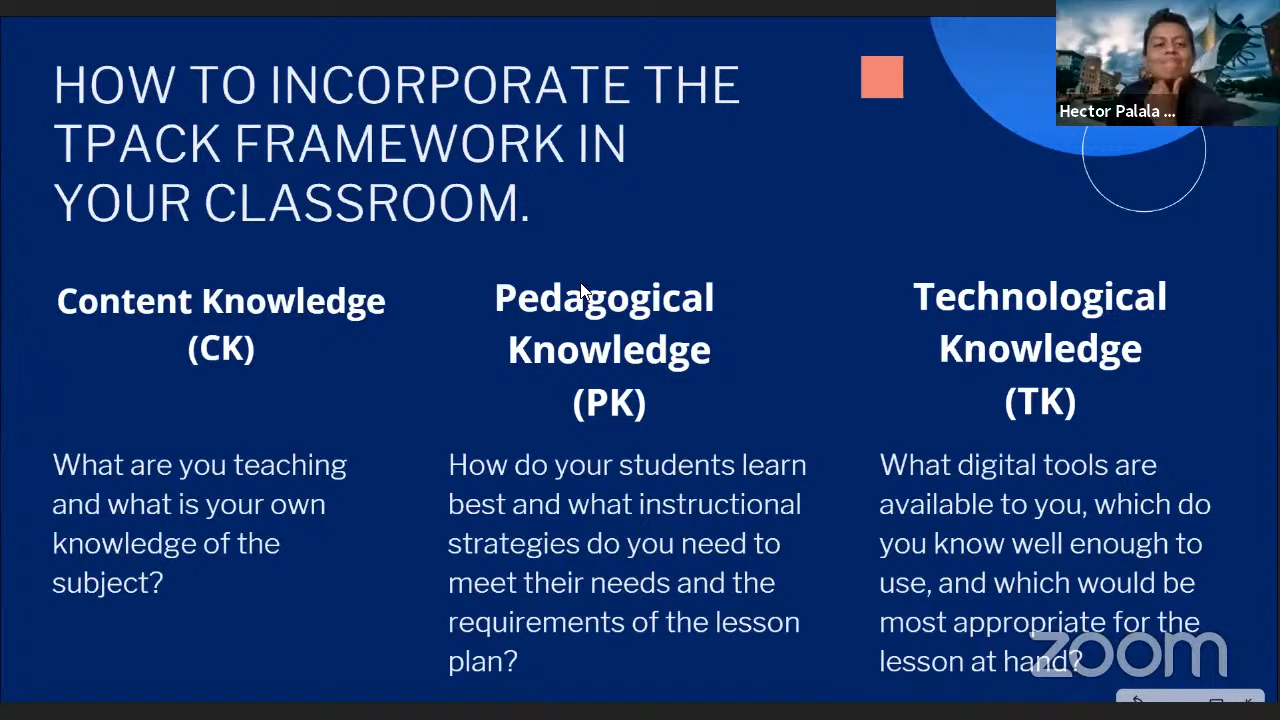 HOW TO INCORPORATE THE
TPACK FRAMEWORK IN
YOUR CLASSROOM.
Hector Palala ...
Content Knowledge
(CK)
What are you teaching
and what is your own
knowledge of the
subject?
Pedagogical
Knowledge
(PK)
How do your students learn
best and what instructional
strategies do you need to
meet their needs and the
requirements of the lesson
plan?
Technological
Knowledge
(TK)
What digital tools are
available to you, which do
you know well enough to
use, and which would be
most appropriate for the
lesson at hand?
zoom